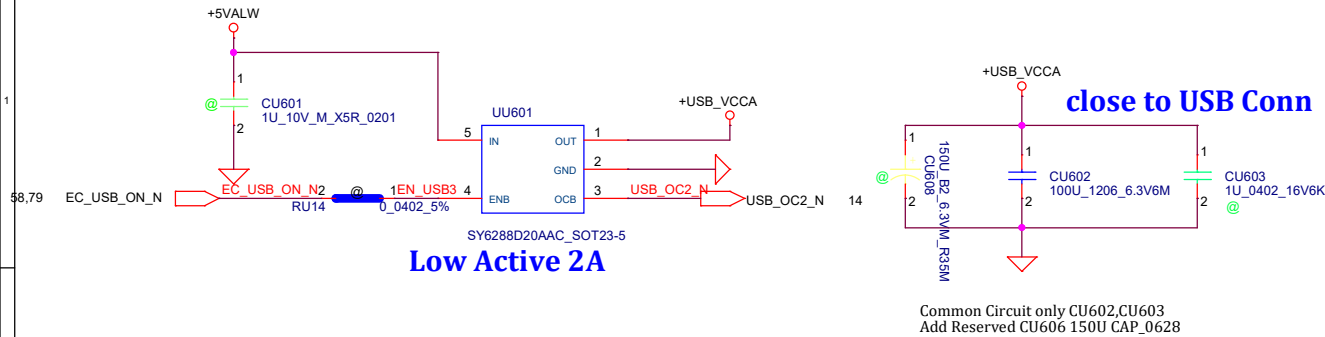 +5VALW
1
@
CU601
1U_10V_M_X5R_0201
2
UU601
+USB_VCCA
5
IN
OUT
1
GND
2
58,79
EC_USB_ON_N
EC_USB_ON_N
2
@
1
EN_USB3
4
ENB
OCB
3
USB_OC2_N
USB_OC2_N
14
RU14
0_0402_5%
SY6288D20AAC_SOT23-5
Low Active 2A
1
+USB_VCCA
close to USB Conn
1
@
2
150U_B2_6.3VM_R35M
CU606
1
CU602
100U_1206_6.3V6M
2
1
CU603
1U_0402_16V6K
2
@
Common Circuit only CU602,CU603
Add Reserved CU606 150U CAP_0628